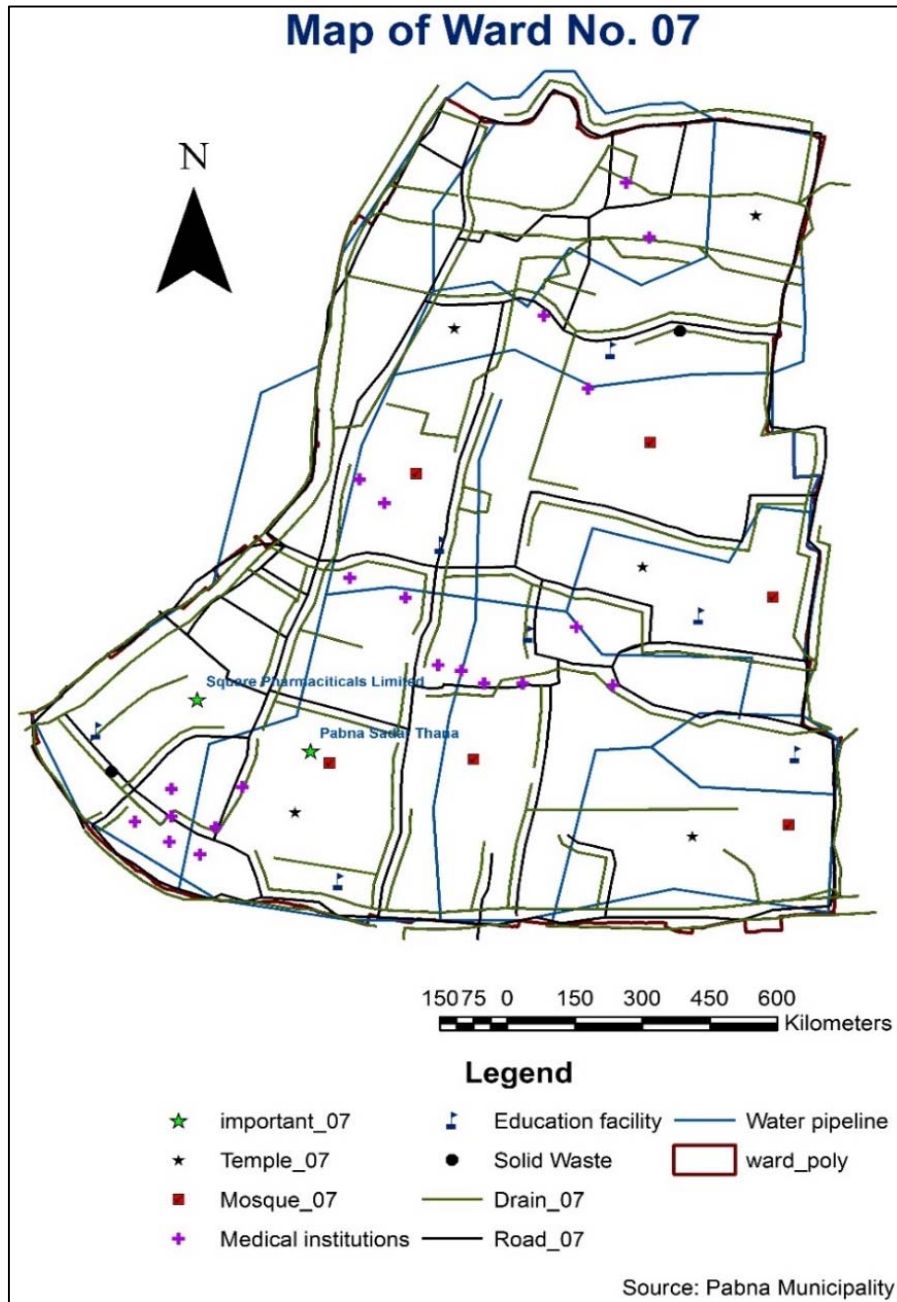 Map of Ward No. 07
N
Square Pharmaciticals Limited
Pabna Sadar Thana
150 75 0 150 300 450 600
Kilometers
Legend
important_07
Education facility
Water pipeline
Temple_07
Solid Waste
ward_poly
Mosque_07
Drain_07
Medical institutions
Road_07
Source: Pabna Municipality